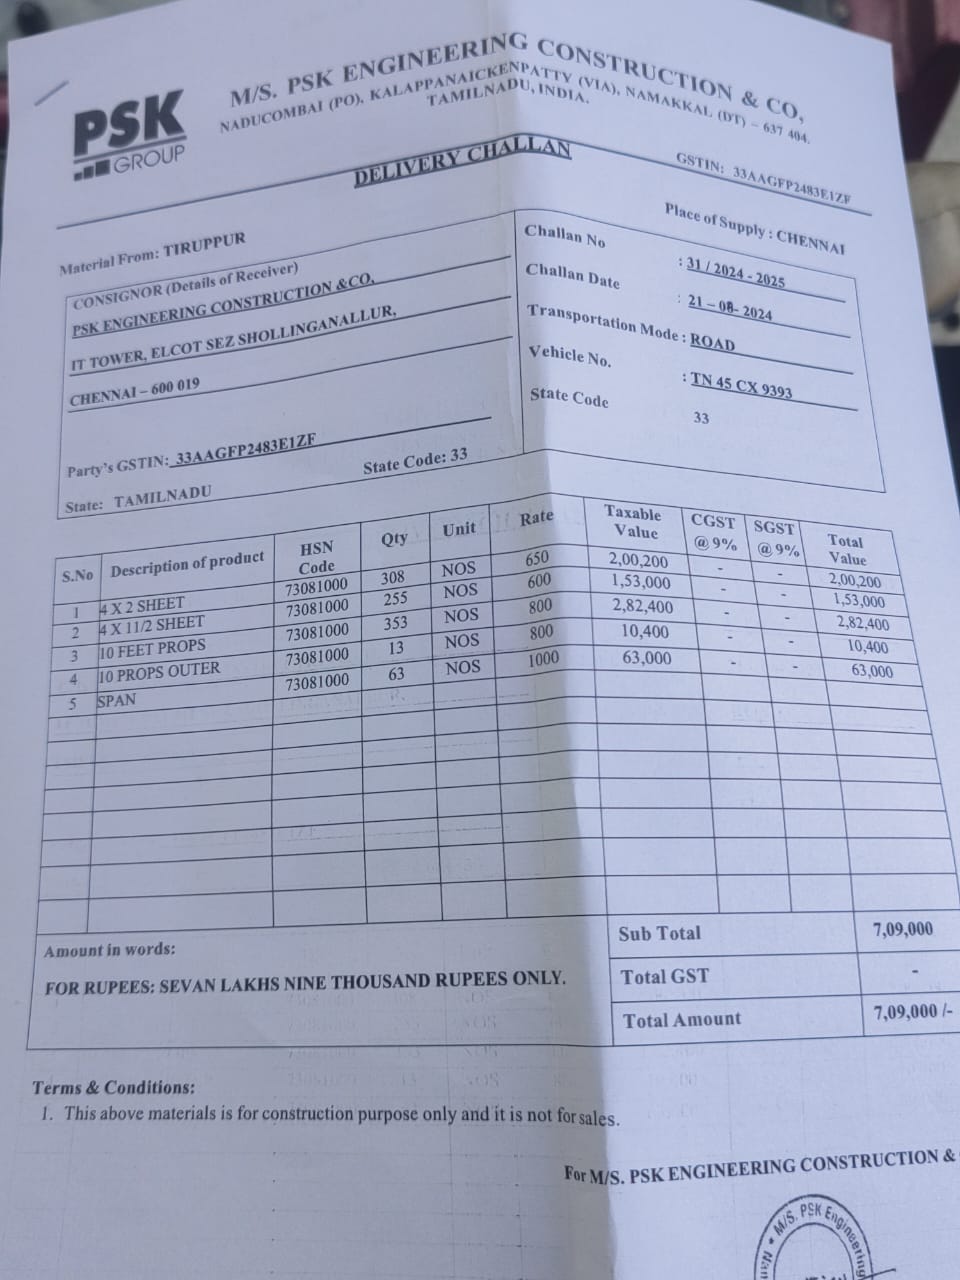 PSK
GROUP
M/S. PSK ENGINEERING CONSTRUCTION & CO,
NADUCOMBAI (PO), KALAPPANAICKENPATTY (VIA), NAMAKKAL (DT) – 637 404.
TAMILNADU, INDIA.
DELIVERY CHALLAN
GSTIN: 33AAGFP2483E1ZF
Material From: TIRUPPUR
Place of Supply : CHENNAI
CONSIGNOR (Details of Receiver)
PSK ENGINEERING CONSTRUCTION &CO,
IT TOWER, ELCOT SEZ SHOLLINGANALLUR,
CHENNAI – 600 019
Party's GSTIN: 33AAGFP2483E1ZF
State: TAMILNADU State Code: 33
Challan No : 31 / 2024 - 2025
Challan Date : 21 – 08- 2024
Transportation Mode : ROAD
Vehicle No. : TN 45 CX 9393
State Code 33
S.No Description of product HSN Code Qty Unit Rate Taxable Value CGST @ 9% SGST @ 9% Total Value
1 4 X 2 SHEET 73081000 308 NOS 650 2,00,200 - - 2,00,200
2 4 X 11/2 SHEET 73081000 255 NOS 600 1,53,000 - - 1,53,000
3 10 FEET PROPS 73081000 353 NOS 800 2,82,400 - - 2,82,400
4 10 PROPS OUTER 73081000 13 NOS 800 10,400 - - 10,400
5 SPAN 73081000 63 NOS 1000 63,000 - - 63,000
Amount in words:
FOR RUPEES: SEVAN LAKHS NINE THOUSAND RUPEES ONLY.
Sub Total 7,09,000
Total GST -
Total Amount 7,09,000 /-
Terms & Conditions:
1. This above materials is for construction purpose only and it is not for sales.
For M/S. PSK ENGINEERING CONSTRUCTION &
M/S. PSK Engineering